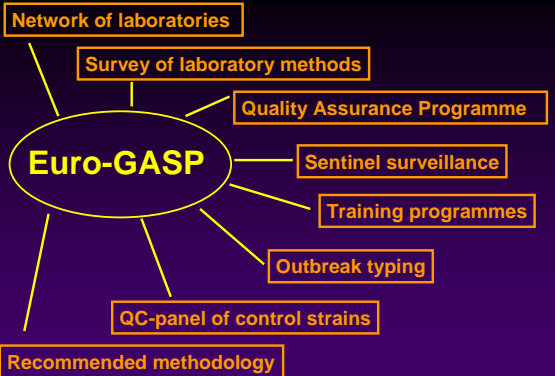 Network of laboratories
Survey of laboratory methods
Quality Assurance Programme
Euro-GASP
Sentinel surveillance
Training programmes
Outbreak typing
QC-panel of control strains
Recommended methodology